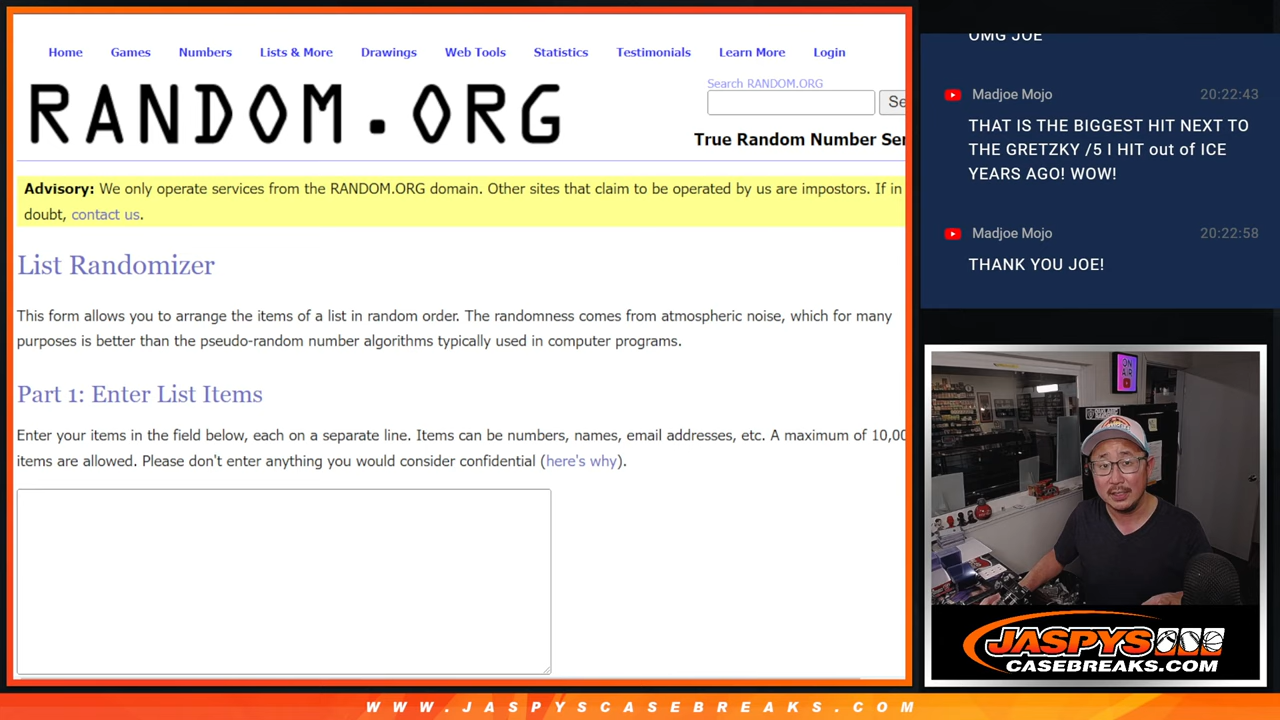 Home Games Numbers Lists & More Drawings Web Tools Statistics Testimonials Learn More Login
RANDOM.ORG
Search RANDOM.ORG
Se
True Random Number Ser
Advisory: We only operate services from the RANDOM.ORG domain. Other sites that claim to be operated by us are impostors. If in
doubt, contact us.
List Randomizer
This form allows you to arrange the items of a list in random order. The randomness comes from atmospheric noise, which for many
purposes is better than the pseudo-random number algorithms typically used in computer programs.
Part 1: Enter List Items
Enter your items in the field below, each on a separate line. Items can be numbers, names, email addresses, etc. A maximum of 10,00
items are allowed. Please don't enter anything you would consider confidential (here's why).
OMG JOE
Madjoe Mojo 20:22:43
THAT IS THE BIGGEST HIT NEXT TO
THE GRETZKY /5 I HIT out of ICE
YEARS AGO! WOW!
Madjoe Mojo 20:22:58
THANK YOU JOE!
ON
AIR
JASPYS
CASEBREAKS.COM
WWW.JASPYSCASEBREAKS.COM